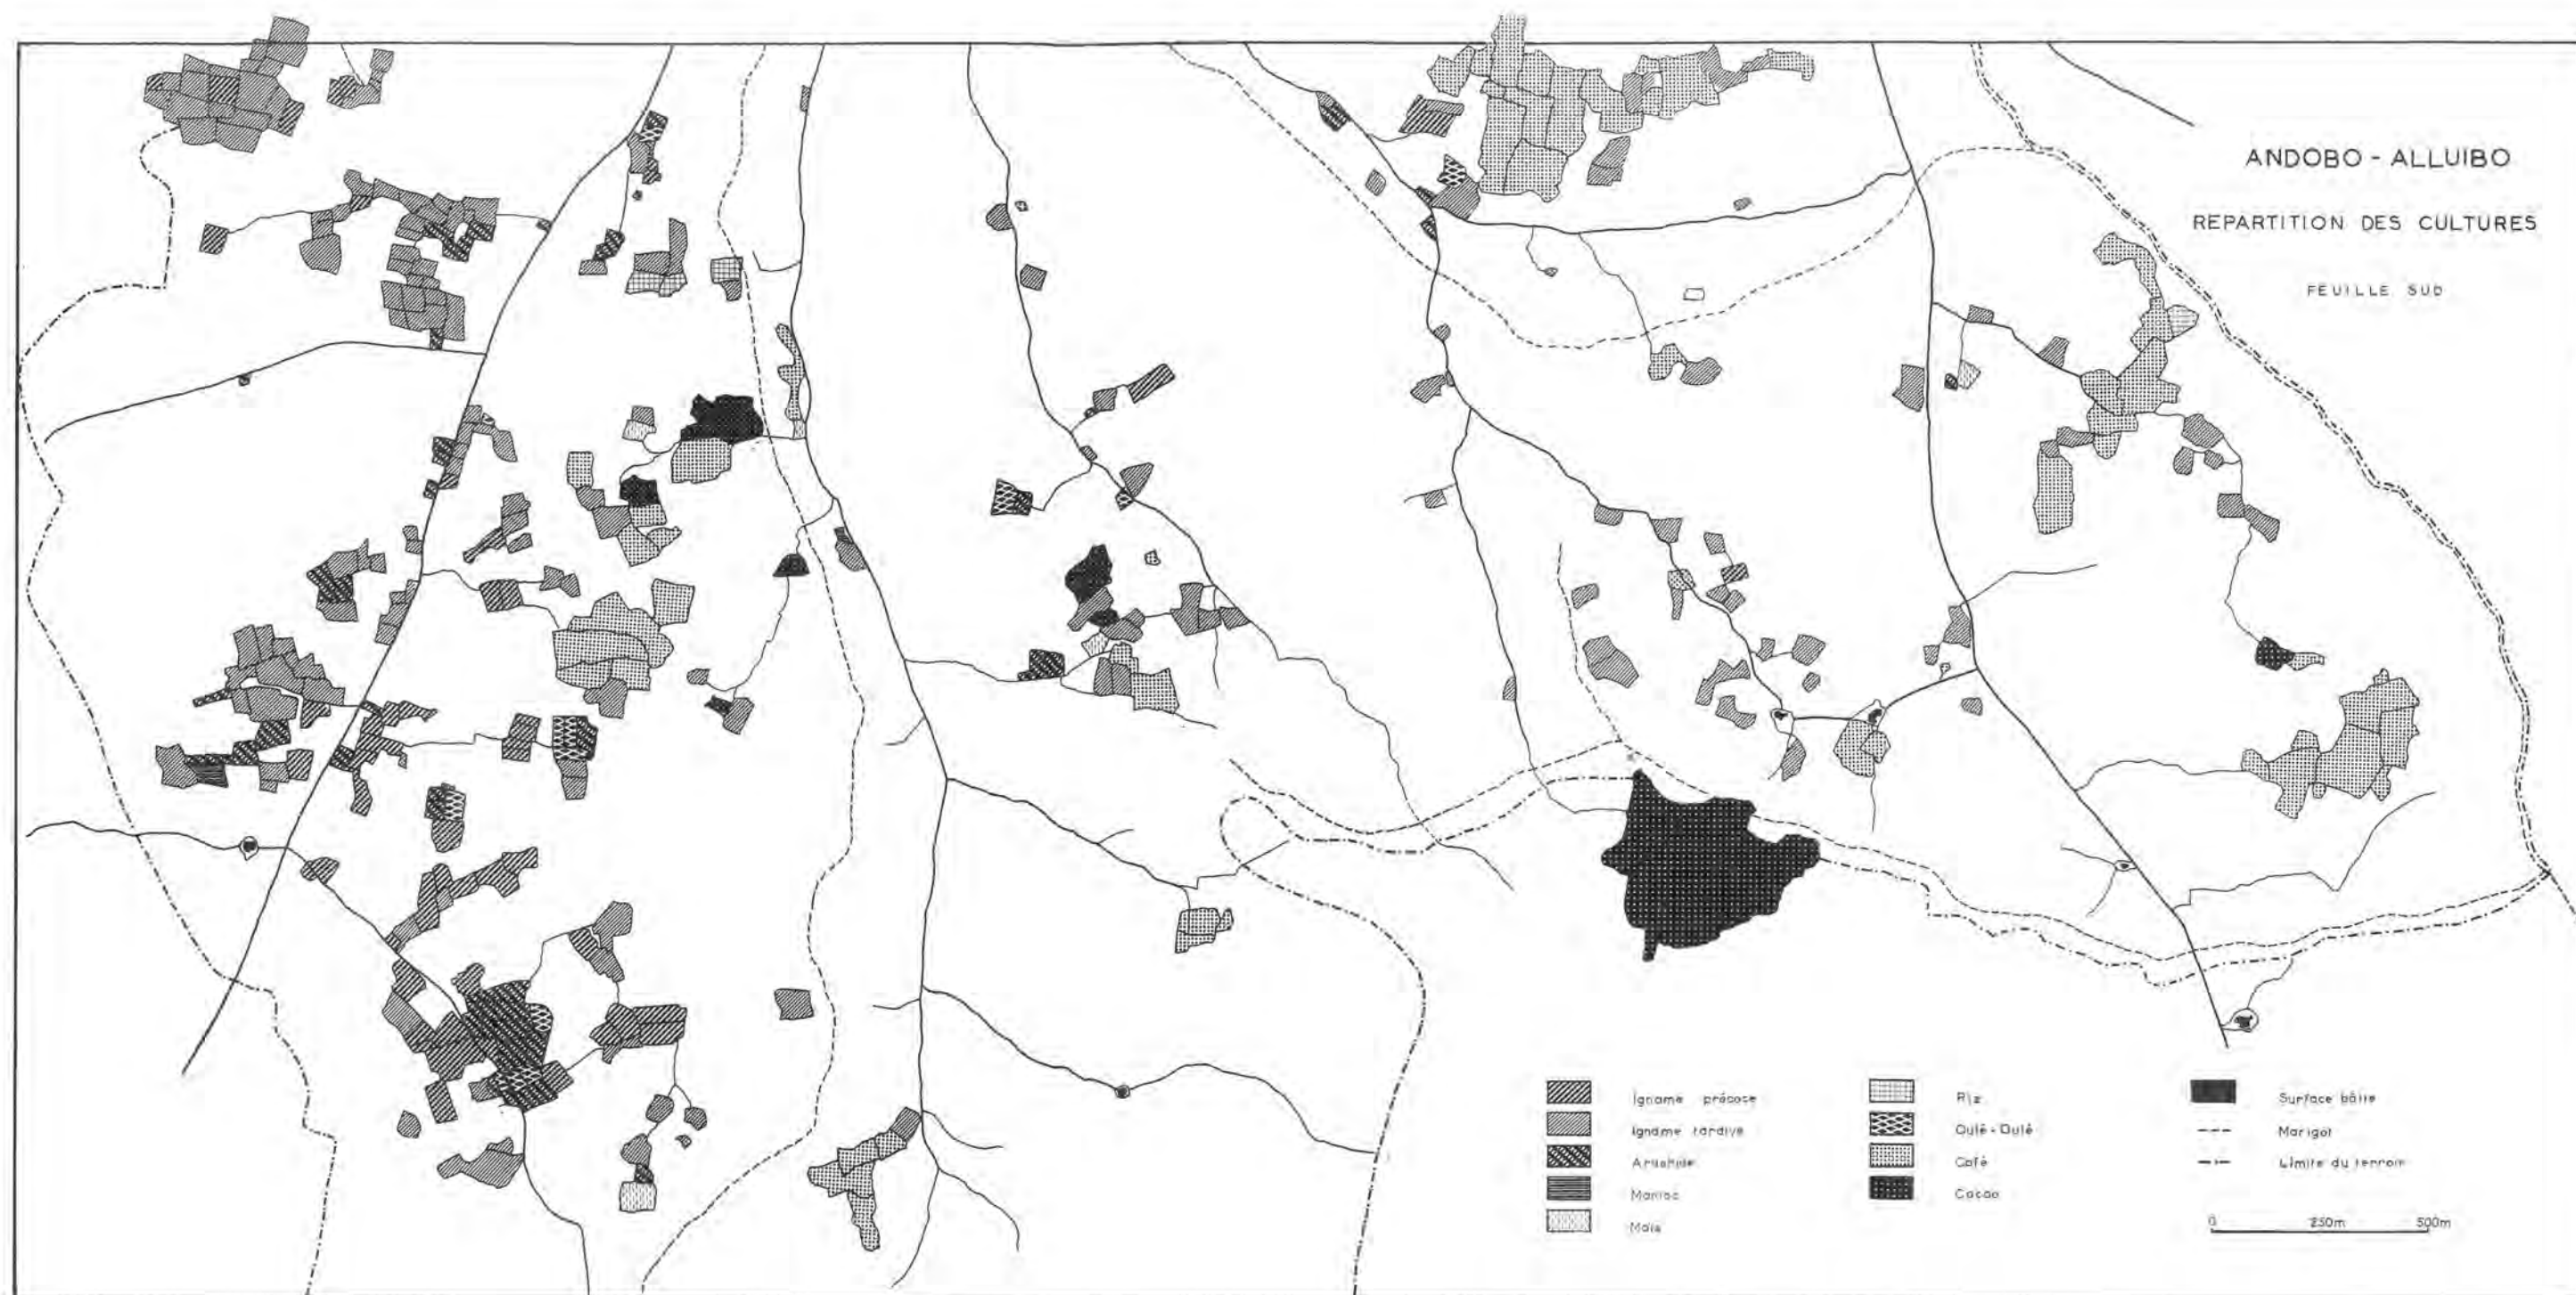 ANDOBO - ALLUIBO
REPARTITION DES CULTURES
FEUILLE SUD
Igname précoce
Igname tardive
Arachide
Manioc
Maïs
Riz
Oulé-Oulé
Café
Cacao
Surface bâtie
Marigot
Limite du terroir
0 250m 500m